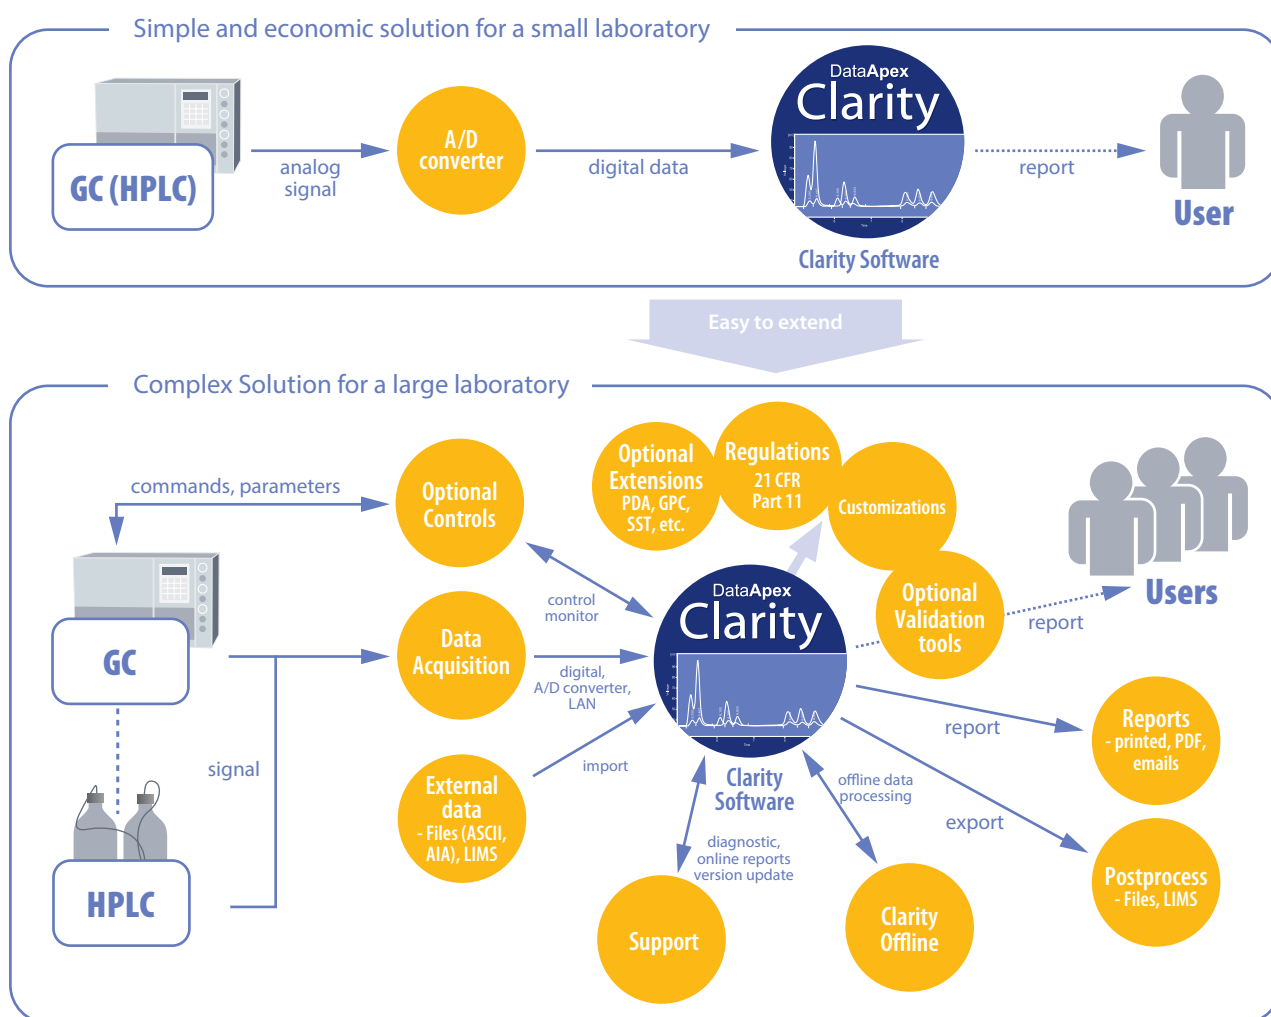 Simple and economic solution for a small laboratory
GC (HPLC)
analog
signal
A/D
converter
digital data
DataApex
Clarity
Clarity Software
report
User
Easy to extend
Complex Solution for a large laboratory
commands, parameters
Optional
Controls
Optional
Extensions
PDA, GPC,
SST, etc.
Regulations
21 CFR
Part 11
Customizations
Optional
Validation
tools
Users
report
control
monitor
GC
Data
Acquisition
digital,
A/D converter,
LAN
DataApex
Clarity
Clarity
Software
signal
import
External
data
- Files (ASCII,
AIA), LIMS
HPLC
diagnostic,
online reports
version update
Support
offline data
processing
Clarity
Offline
report
Reports
- printed, PDF,
emails
export
Postprocess
- Files, LIMS